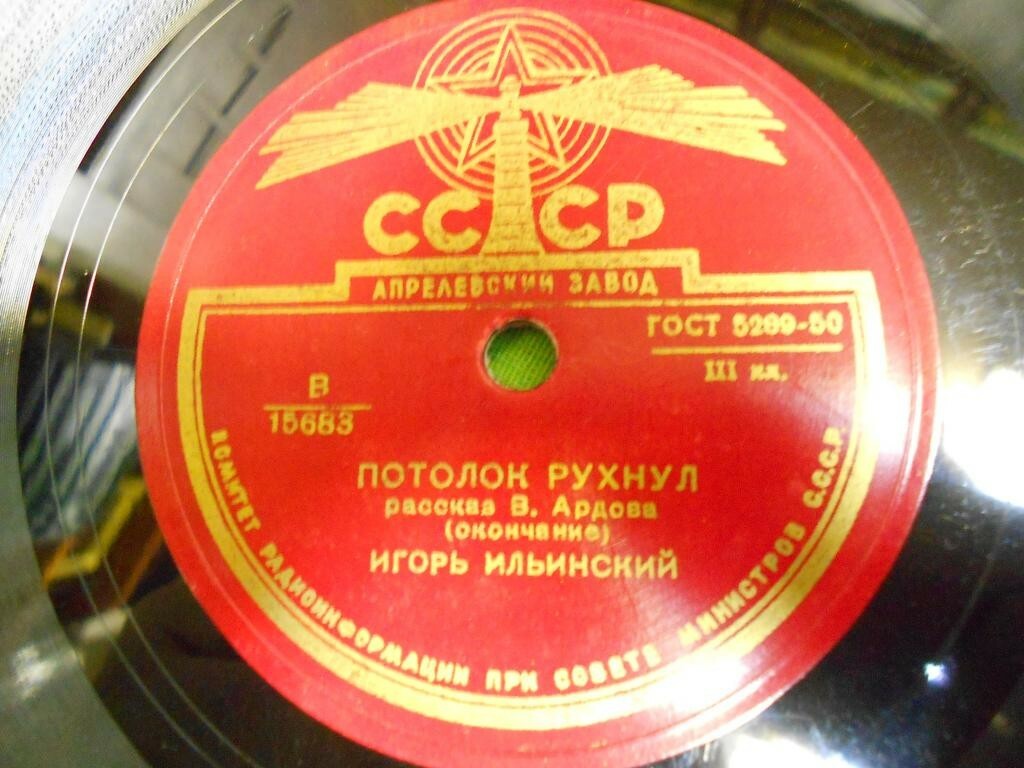 СССР
АПРЕЛЕВСКИЙ ЗАВОД
ГОСТ 5289-50
III кл.
В
15683
ПОТОЛОК РУХНУЛ
рассказ В. Ардова
(окончание)
ИГОРЬ ИЛЬИНСКИЙ
КОМИТЕТ РАДИОИНФОРМАЦИИ ПРИ СОВЕТЕ МИНИСТРОВ С.С.С.Р.